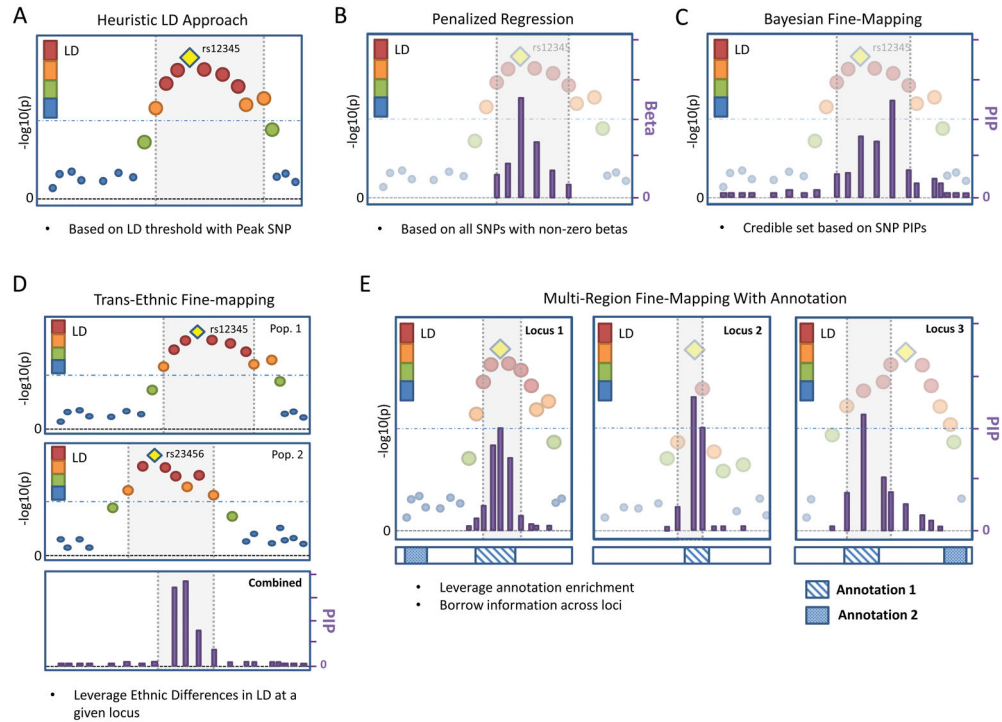 A
Heuristic LD Approach
LD
rs12345
-log10(p)
0
• Based on LD threshold with Peak SNP
B
Penalized Regression
LD
rs12345
-log10(p)
0
Beta
0
• Based on all SNPs with non-zero betas
C
Bayesian Fine-Mapping
LD
rs12345
-log10(p)
0
PIP
0
• Credible set based on SNP PIPs
D
Trans-Ethnic Fine-mapping
LD
rs12345
Pop. 1
-log10(p)
0
LD
rs23456
Pop. 2
-log10(p)
0
Combined
PIP
0
• Leverage Ethnic Differences in LD at a
given locus
E
Multi-Region Fine-Mapping With Annotation
LD
Locus 1
-log10(p)
0
LD
Locus 2
LD
Locus 3
PIP
0
• Leverage annotation enrichment
• Borrow information across loci
Annotation 1
Annotation 2